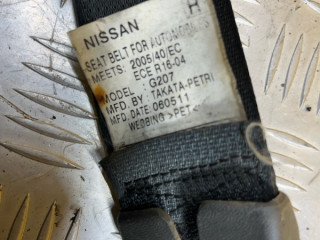 NISSAN H
SEAT BELT FOR AUTOMOBILES
MEETS: 2005/40/EC
ECE R16-04
MODEL : G207
MFD. BY: TAKATA-PETRI
MFG. DATE: 060511
WEBBING >PET<